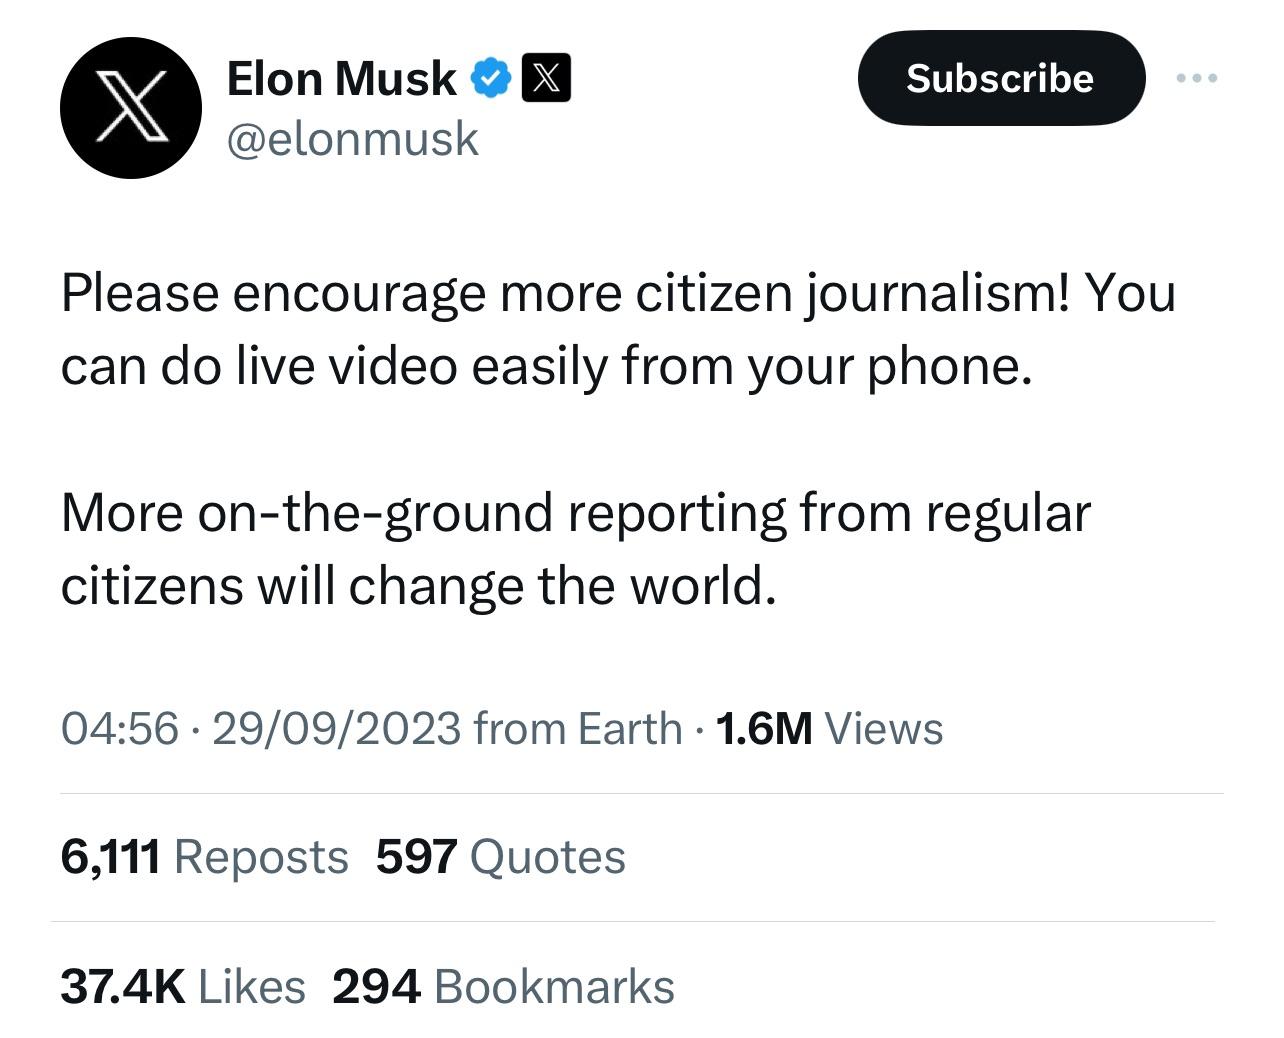 Elon Musk
Subscribe
@elonmusk
Please encourage more citizen journalism! You
can do live video easily from your phone.
More on-the-ground reporting from regular
citizens will change the world.
04:56 · 29/09/2023 from Earth · 1.6M Views
6,111 Reposts 597 Quotes
37.4K Likes 294 Bookmarks